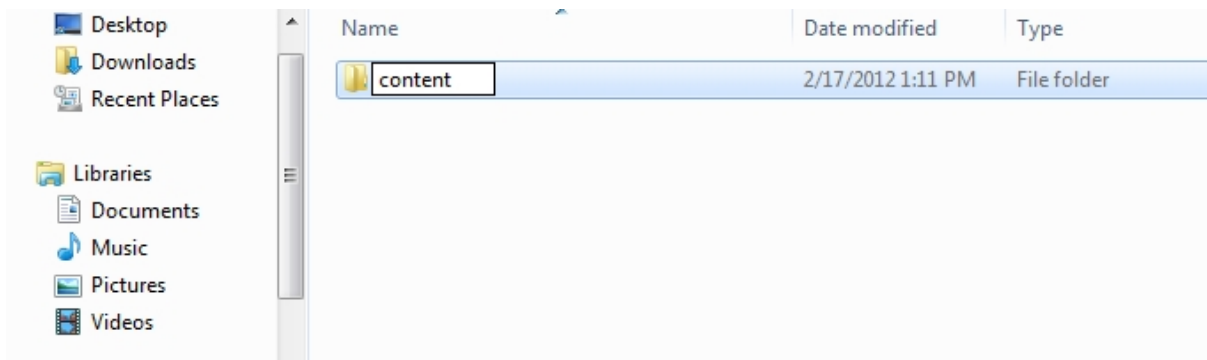 Desktop
Downloads
Recent Places
Libraries
Documents
Music
Pictures
Videos
Name Date modified Type
content 2/17/2012 1:11 PM File folder